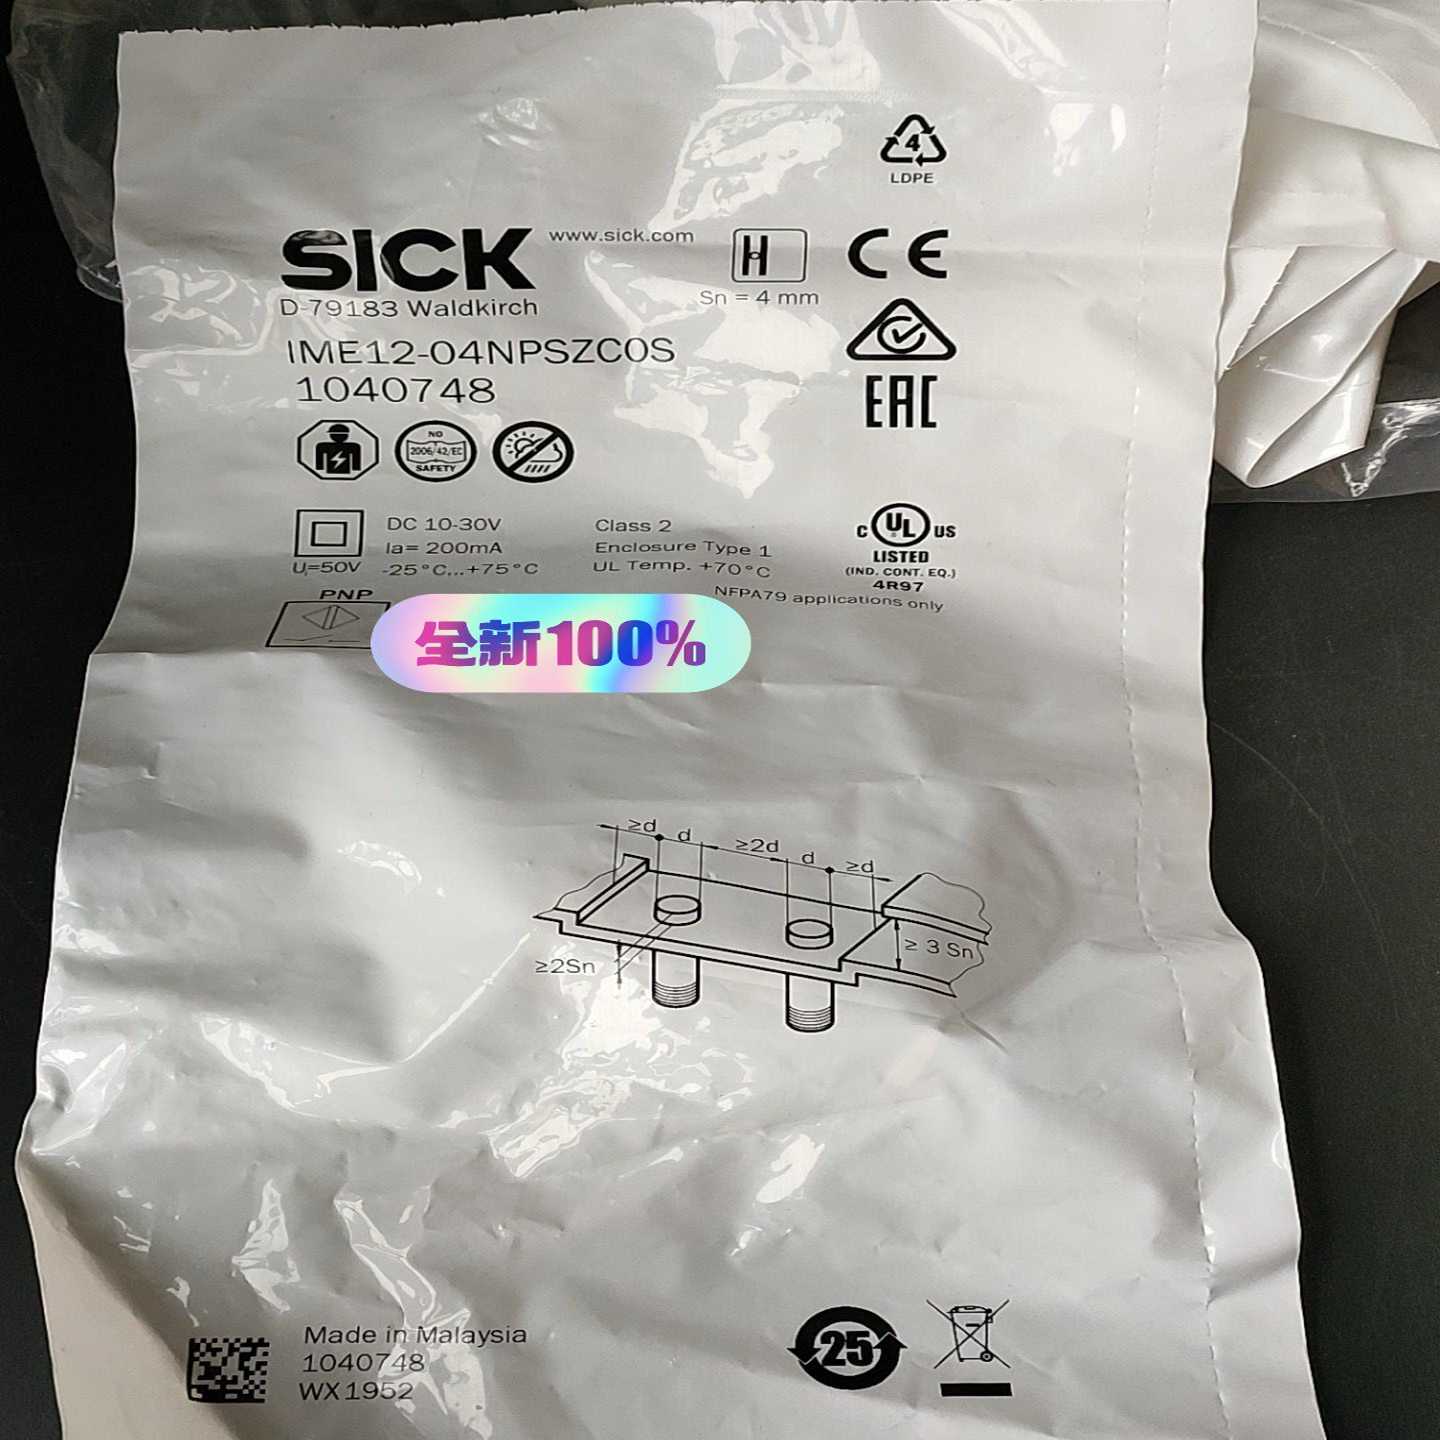 4
LDPE
SICK www.sick.com
H
CE
D-79183 Waldkirch
Sn = 4 mm
IME12-04NPSZC0S
1040748
EAC
NO
2006/42/EC
SAFETY
DC 10-30V
Ia= 200mA
Ui=50V -25°C...+75°C
Class 2
Enclosure Type 1
UL Temp. +70°C
C UL US
LISTED
(IND. CONT. EQ.)
4R97
NFPA79 applications only
PNP
全新100%
≥d d ≥2d d ≥d
≥ 3 Sn
≥2Sn
Made in Malaysia
1040748
WX1952
25